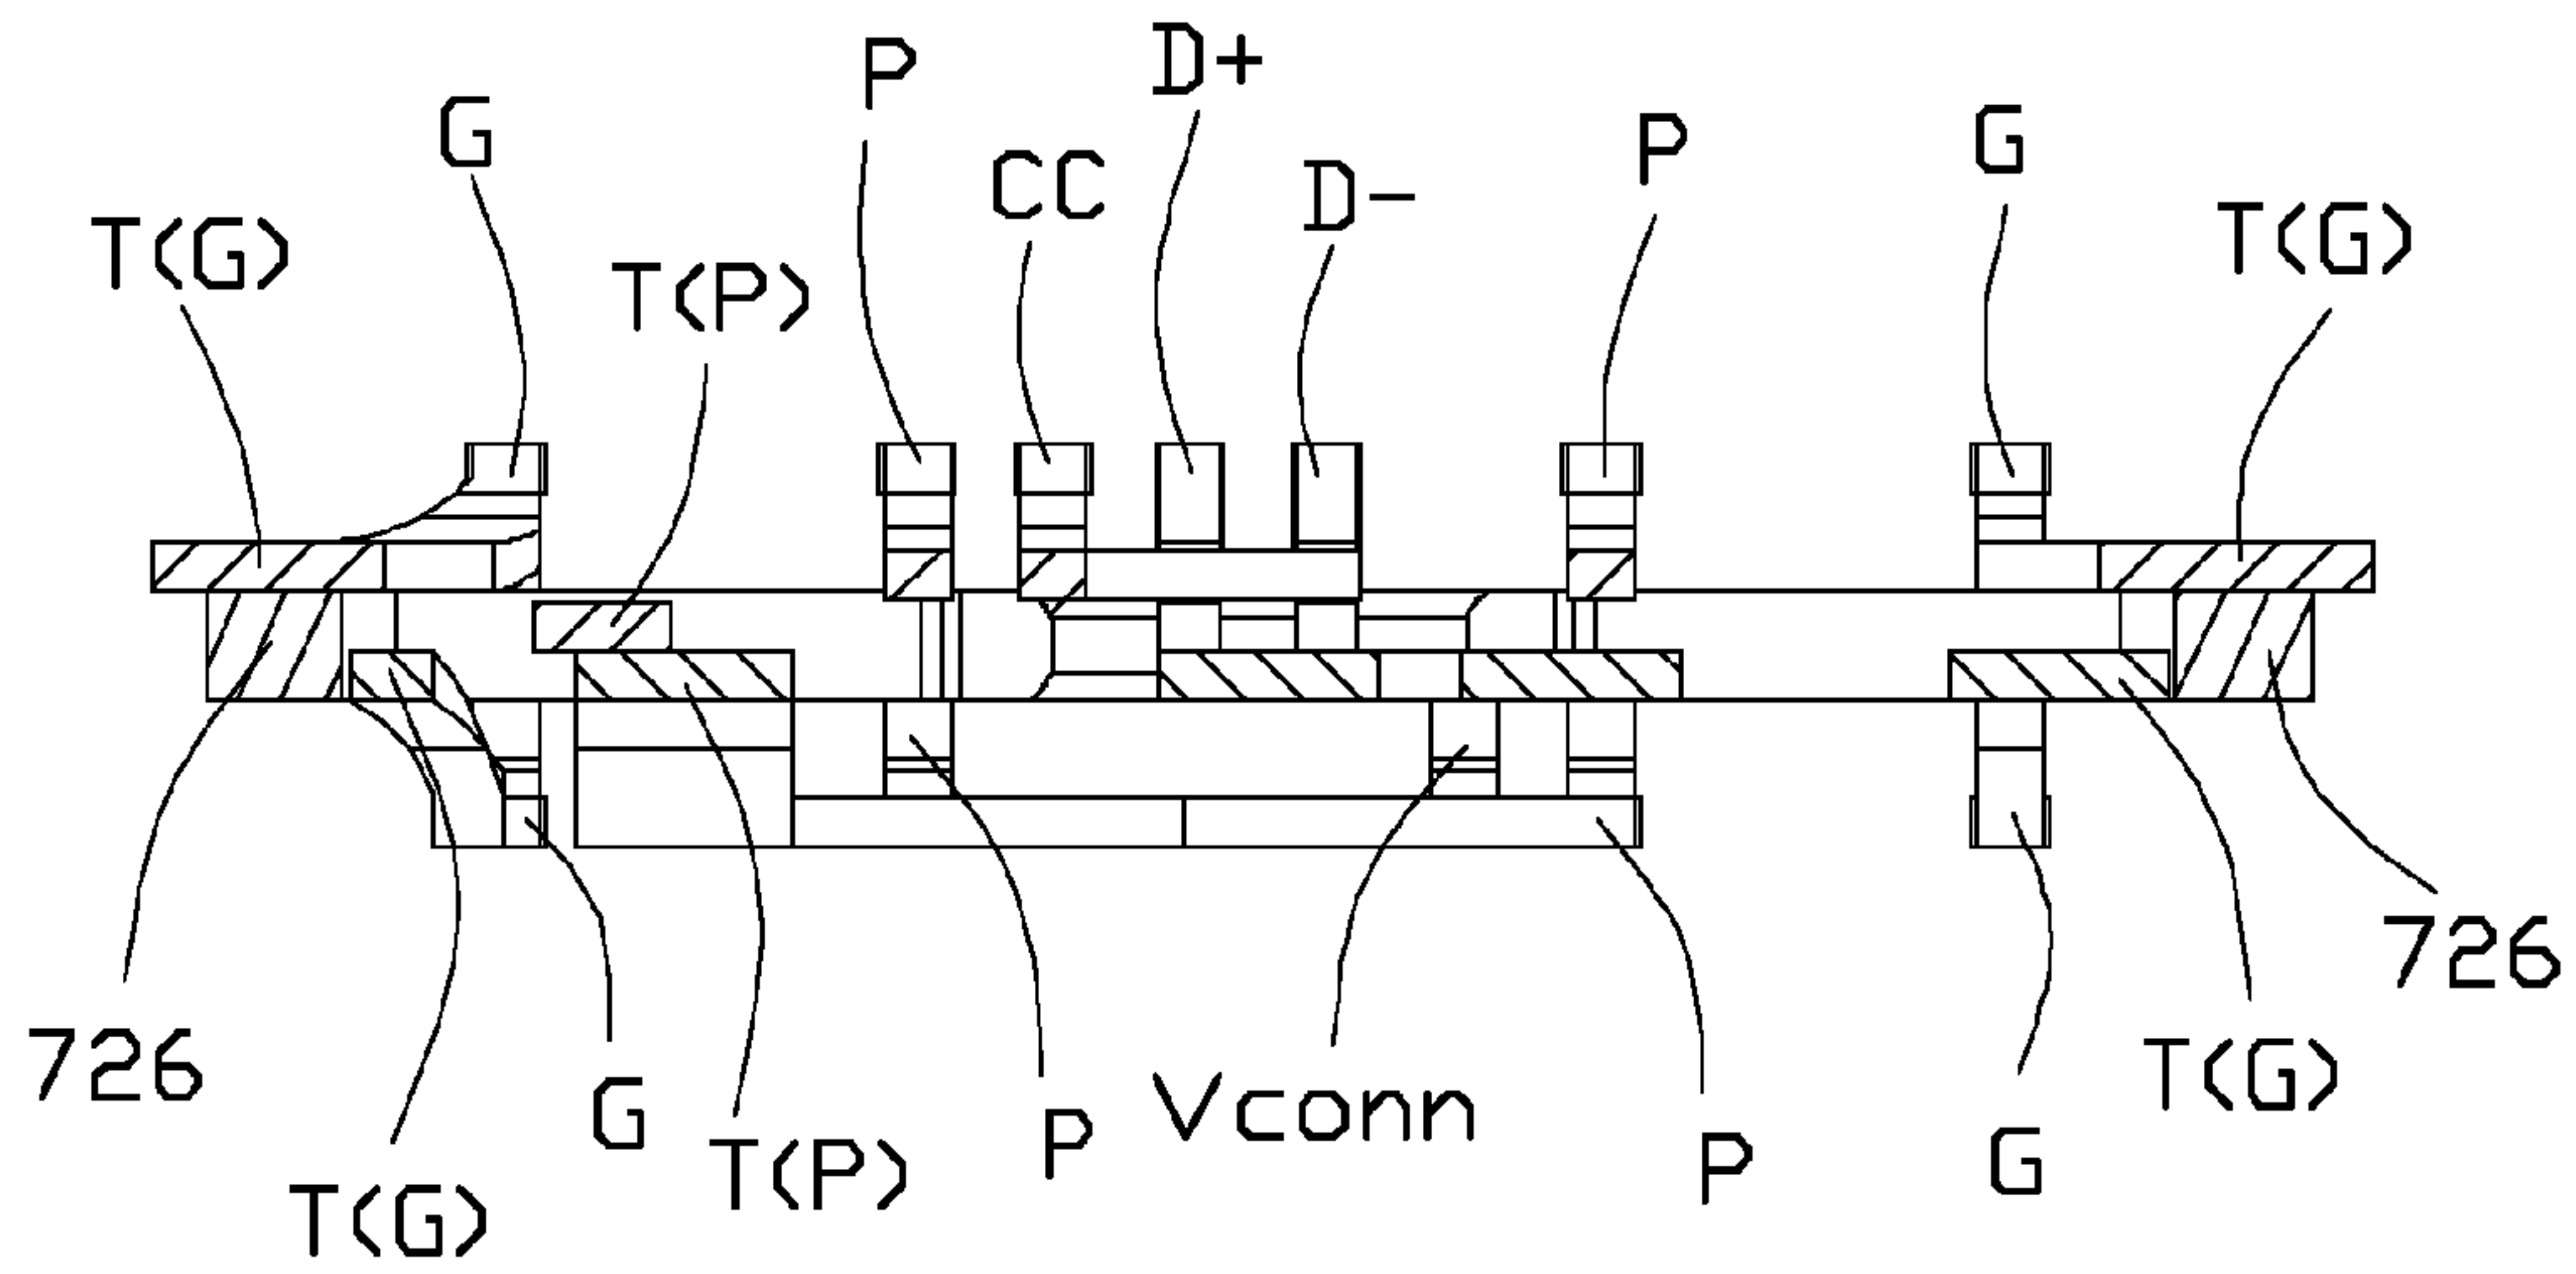 D+
P
G
P
G
CC
D-
T(G)
T(P)
T(G)
726
726
G
T(P)
P
Vconn
P
G
T(G)
T(G)